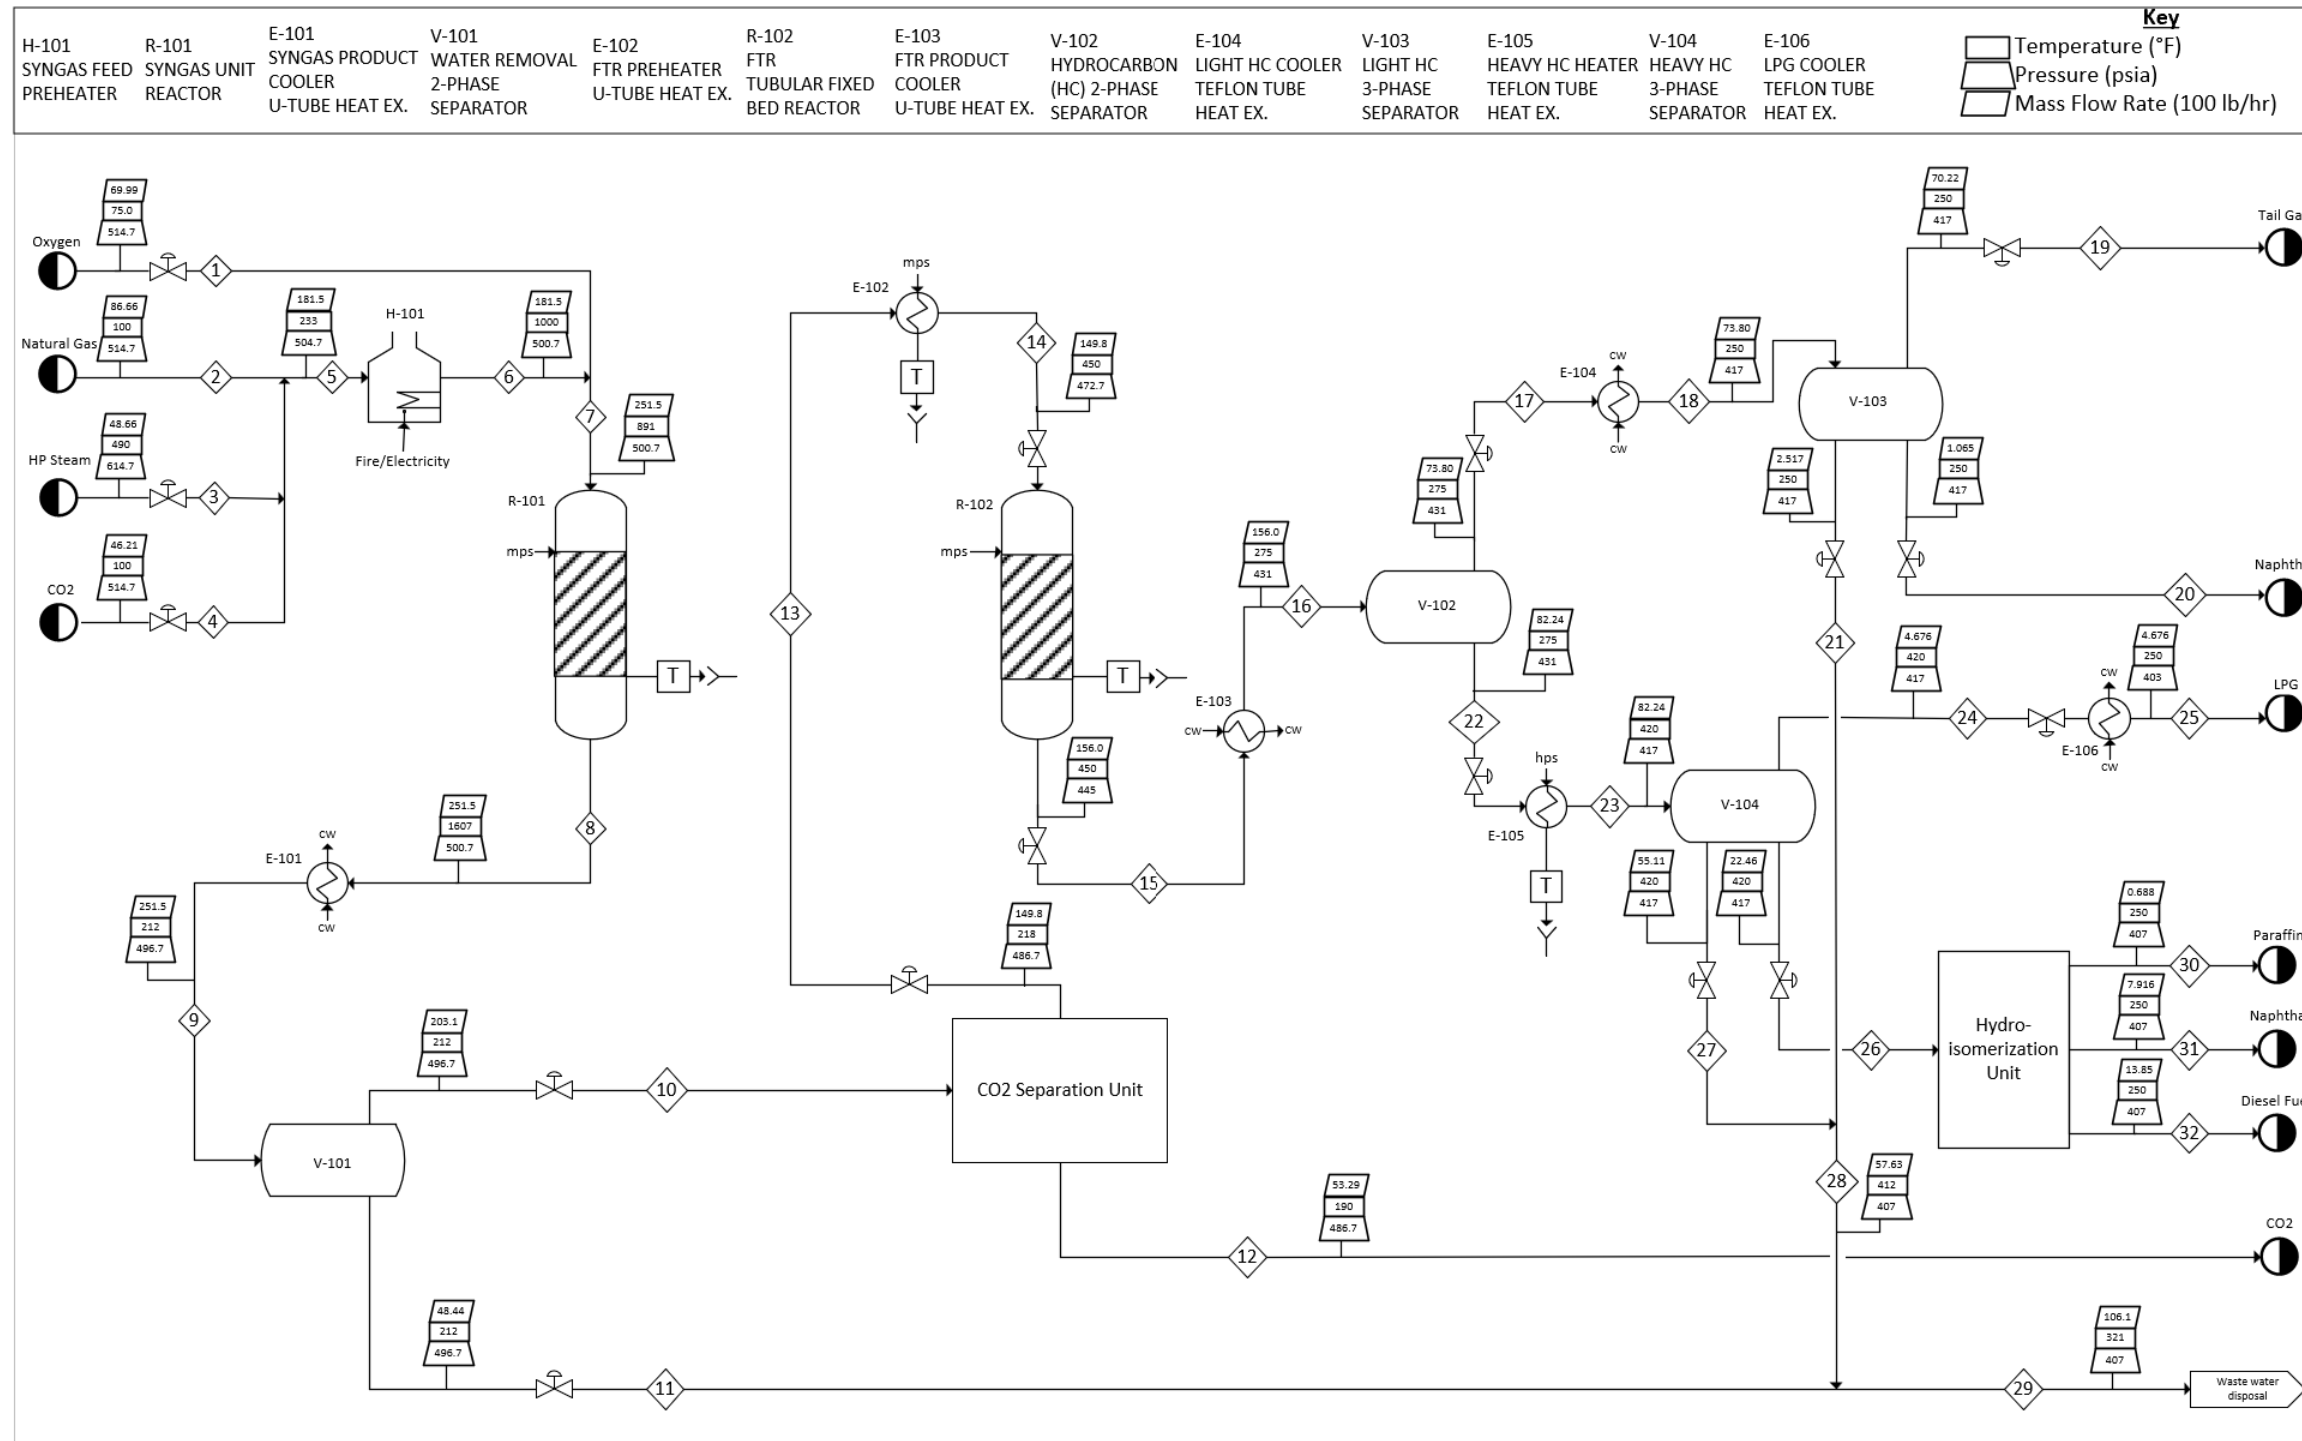 H-101
SYNGAS FEED
PREHEATER
R-101
SYNGAS UNIT
REACTOR
E-101
SYNGAS PRODUCT
COOLER
U-TUBE HEAT EX.
V-101
WATER REMOVAL
2-PHASE
SEPARATOR
E-102
FTR PREHEATER
U-TUBE HEAT EX.
R-102
FTR
TUBULAR FIXED
BED REACTOR
E-103
FTR PRODUCT
COOLER
U-TUBE HEAT EX.
V-102
HYDROCARBON
(HC) 2-PHASE
SEPARATOR
E-104
LIGHT HC COOLER
TEFLON TUBE
HEAT EX.
V-103
LIGHT HC
3-PHASE
SEPARATOR
E-105
HEAVY HC HEATER
TEFLON TUBE
HEAT EX.
V-104
HEAVY HC
3-PHASE
SEPARATOR
E-106
LPG COOLER
TEFLON TUBE
HEAT EX.
Key
Temperature (°F)
Pressure (psia)
Mass Flow Rate (100 lb/hr)
69.99
75.0
514.7
Oxygen
1
86.66
100
514.7
Natural Gas
2
181.5
233
504.7
5
H-101
Fire/Electricity
181.5
1000
500.7
6
48.66
490
614.7
HP Steam
3
46.21
100
514.7
CO2
4
7
251.5
891
500.7
R-101
mps
T
8
251.5
1607
500.7
E-101
cw
cw
251.5
212
496.7
9
V-101
203.1
212
496.7
10
48.44
212
496.7
11
CO2 Separation Unit
149.8
218
486.7
13
53.29
190
486.7
12
CO2
mps
E-102
T
14
149.8
450
472.7
R-102
mps
T
156.0
450
445
15
E-103
cw
cw
156.0
275
431
16
V-102
73.80
275
431
17
E-104
cw
cw
18
73.80
250
417
V-103
70.22
250
417
19
Tail Ga
2.517
250
417
21
1.065
250
417
20
Naphth
82.24
275
431
22
hps
E-105
T
23
82.24
420
417
V-104
4.676
420
417
24
cw
E-106
cw
4.676
250
403
25
LPG
55.11
420
417
27
22.46
420
417
26
Hydro-
isomerization
Unit
0.688
250
407
30
Paraffin
7.916
250
407
31
Naphtha
13.85
250
407
32
Diesel Fue
28
57.63
412
407
106.1
321
407
29
Waste water
disposal